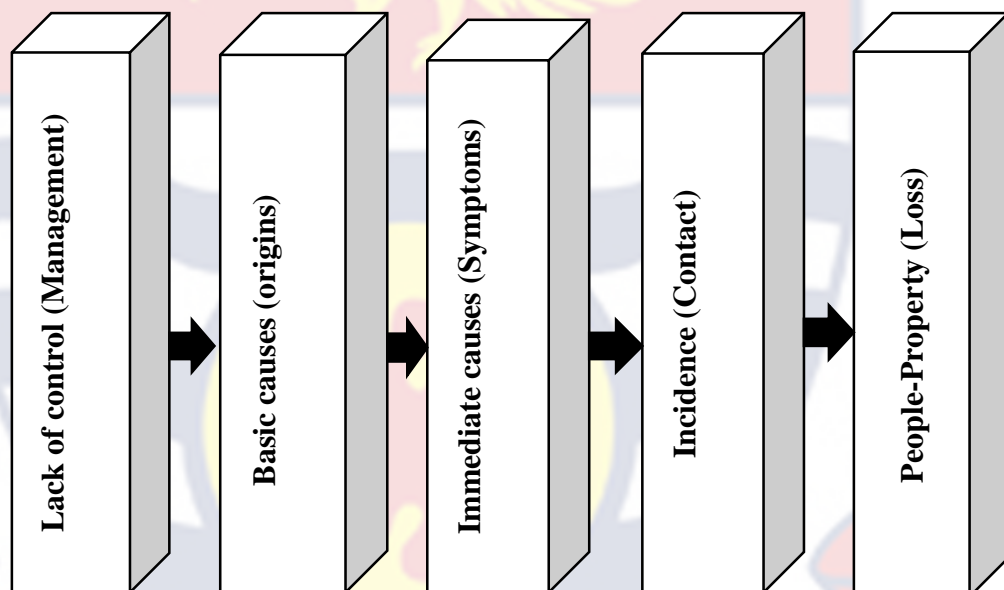 Lack of control (Management)
Basic causes (origins)
Immediate causes (Symptoms)
Incidence (Contact)
People-Property (Loss)